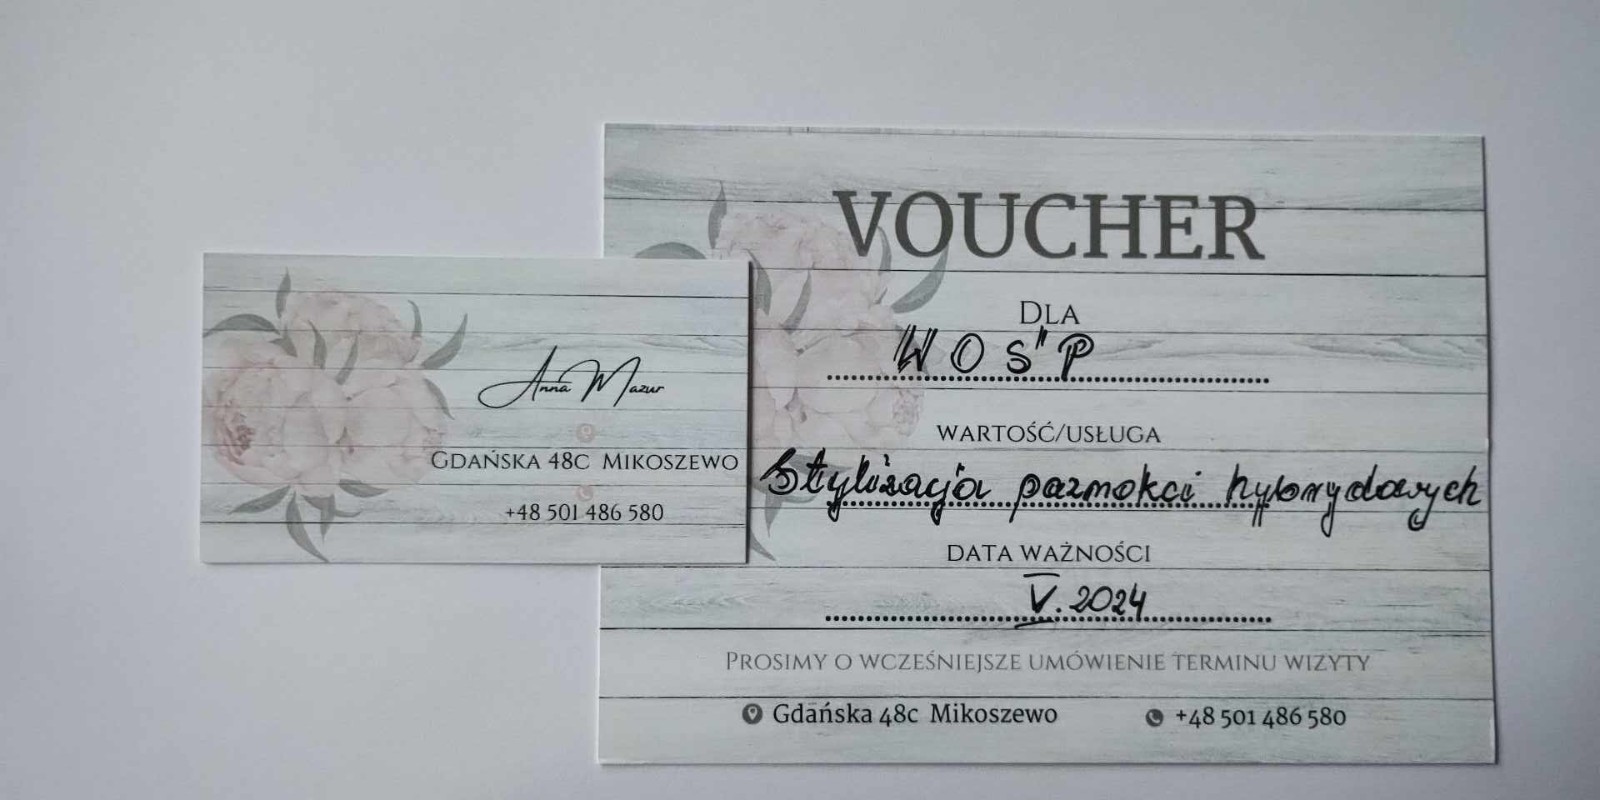 Anna Mazur
GDAŃSKA 48C MIKOSZEWO
+48 501 486 580
VOUCHER
DLA
WOŚP
WARTOŚĆ/USŁUGA
Stylizacja paznokci hybrydowych
DATA WAŻNOŚCI
V. 2024
PROSIMY O WCZEŚNIEJSZE UMÓWIENIE TERMINU WIZYTY
Gdańska 48c Mikoszewo
+48 501 486 580